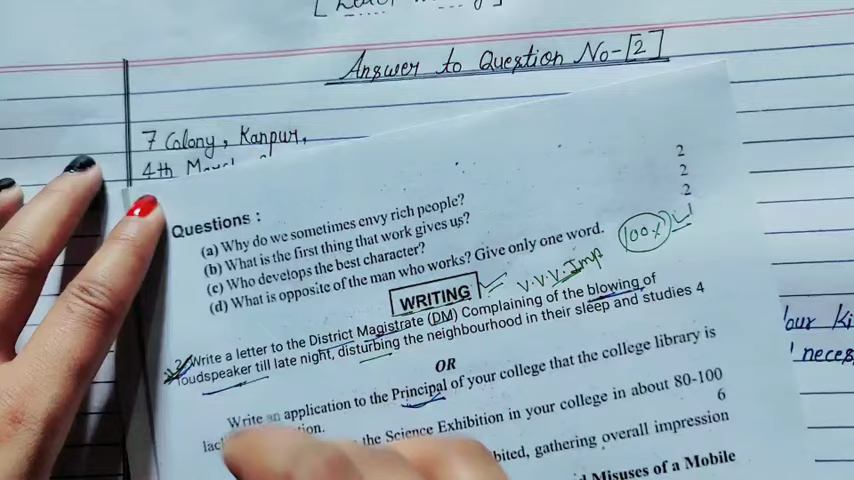 Answer to Question No-[2]
7 Colony, Kanpur,
4th
Questions :
(a) Why do we sometimes envy rich people? 2
(b) What is the first thing that work gives us? 2
(c) Who develops the best character? 2
(d) What is opposite of the man who works? Give only one word. 1
100%
WRITING
V.V.V. Imp
2. Write a letter to the District Magistrate (DM) Complaining of the blowing of
loudspeaker till late night, disturbing the neighbourhood in their sleep and studies 4
OR
Write an application to the Principal of your college that the college library is
the Science Exhibition in your college in about 80-100
gathering overall impression 6
Misuses of a Mobile